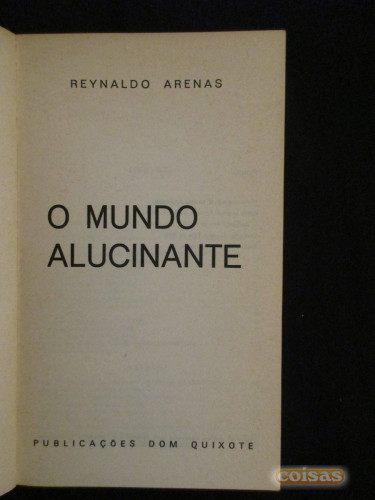 REYNALDO ARENAS
O MUNDO
ALUCINANTE
PUBLICAÇÕES DOM QUIXOTE
coisas